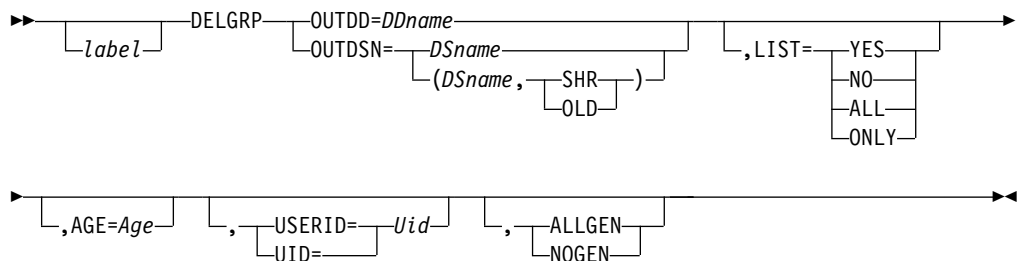 DELGRP OUTDD=DDname
label OUTDSN= DSname ,LIST= YES
(DSname, SHR ) NO
OLD ALL
ONLY
,AGE=Age , USERID= Uid , ALLGEN
UID= NOGEN